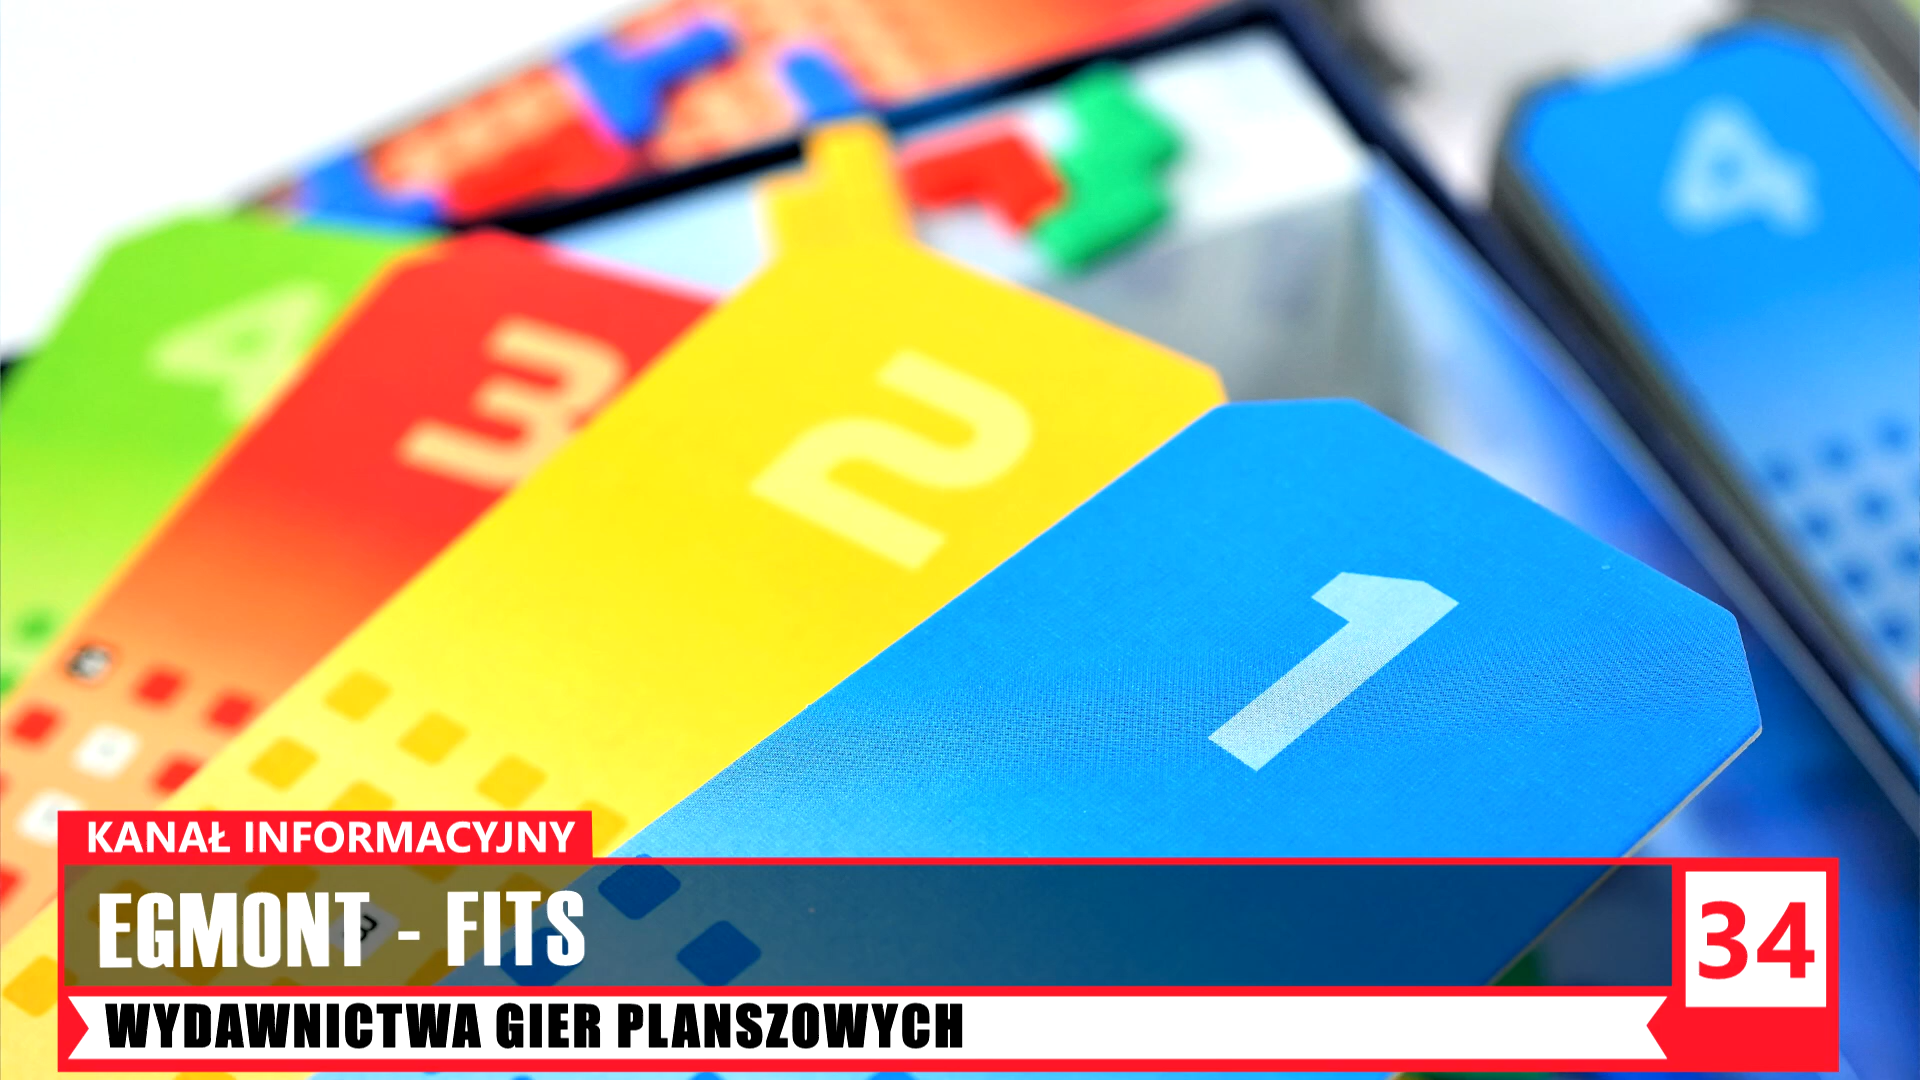 4
4
3
2
1
KANAŁ INFORMACYJNY
EGMONT - FITS
34
WYDAWNICTWA GIER PLANSZOWYCH